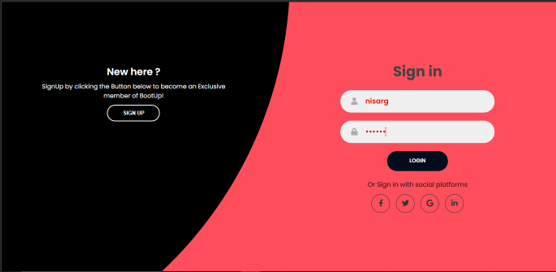 New here ?
SignUp by clicking the Button below to become an Exclusive
member of BootUp!
SIGN UP
Sign in
nisarg
••••••
LOGIN
Or Sign in with social platforms